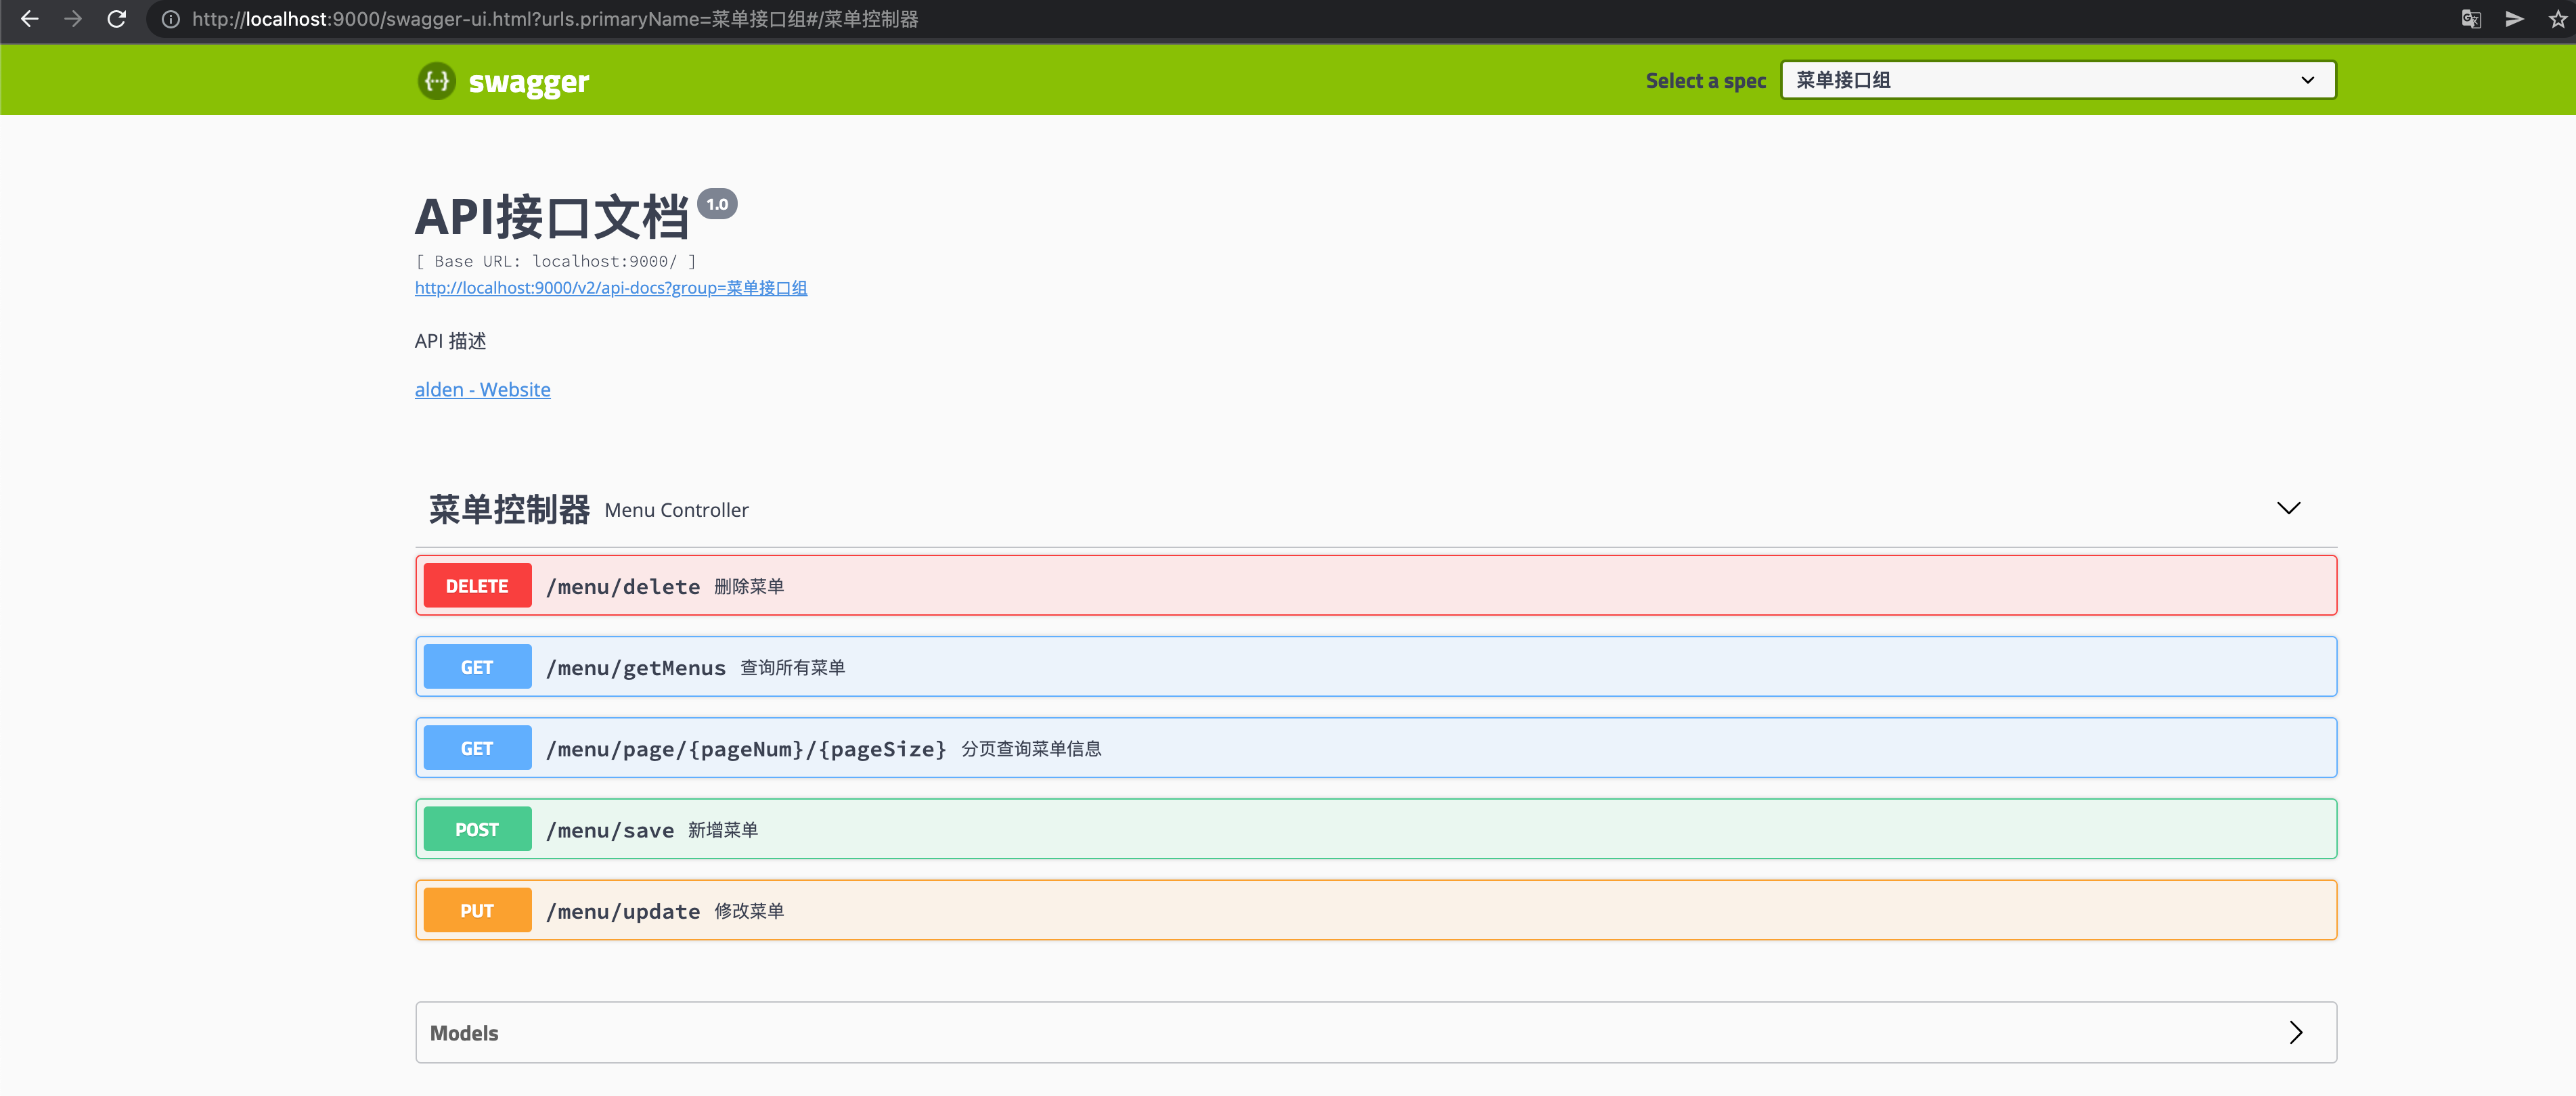 http://localhost:9000/swagger-ui.html?urls.primaryName=菜单接口组#/菜单控制器
{...} swagger
Select a spec 菜单接口组
API接口文档 1.0
[ Base URL: localhost:9000/ ]
http://localhost:9000/v2/api-docs?group=菜单接口组
API 描述
alden - Website
菜单控制器 Menu Controller
DELETE /menu/delete 删除菜单
GET /menu/getMenus 查询所有菜单
GET /menu/page/{pageNum}/{pageSize} 分页查询菜单信息
POST /menu/save 新增菜单
PUT /menu/update 修改菜单
Models